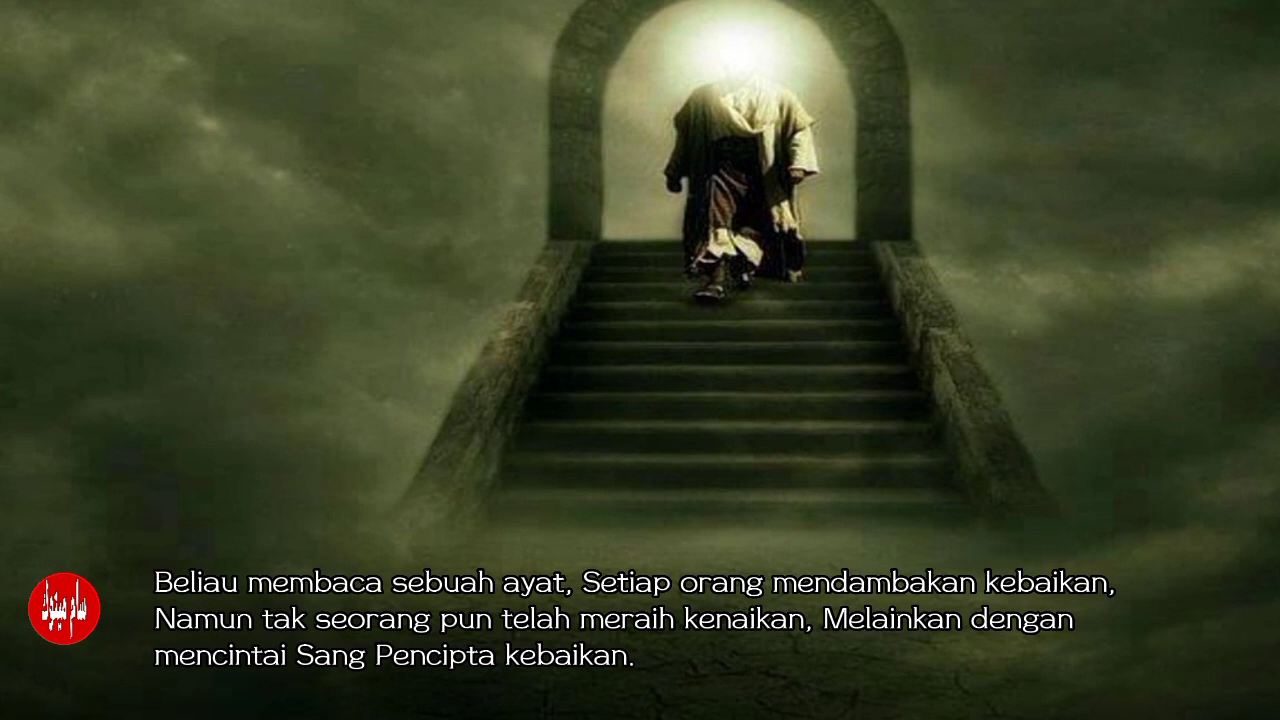 Beliau membaca sebuah ayat, Setiap orang mendambakan kebaikan,
Namun tak seorang pun telah meraih kenaikan, Melainkan dengan
mencintai Sang Pencipta kebaikan.